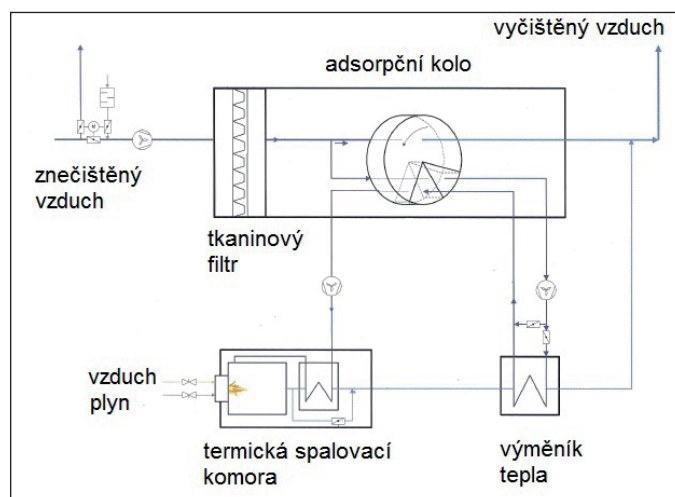 vyčištěný vzduch
adsorpční kolo
M
znečištěný
vzduch
tkaninový
filtr
vzduch
plyn
termická spalovací
komora
výměník
tepla